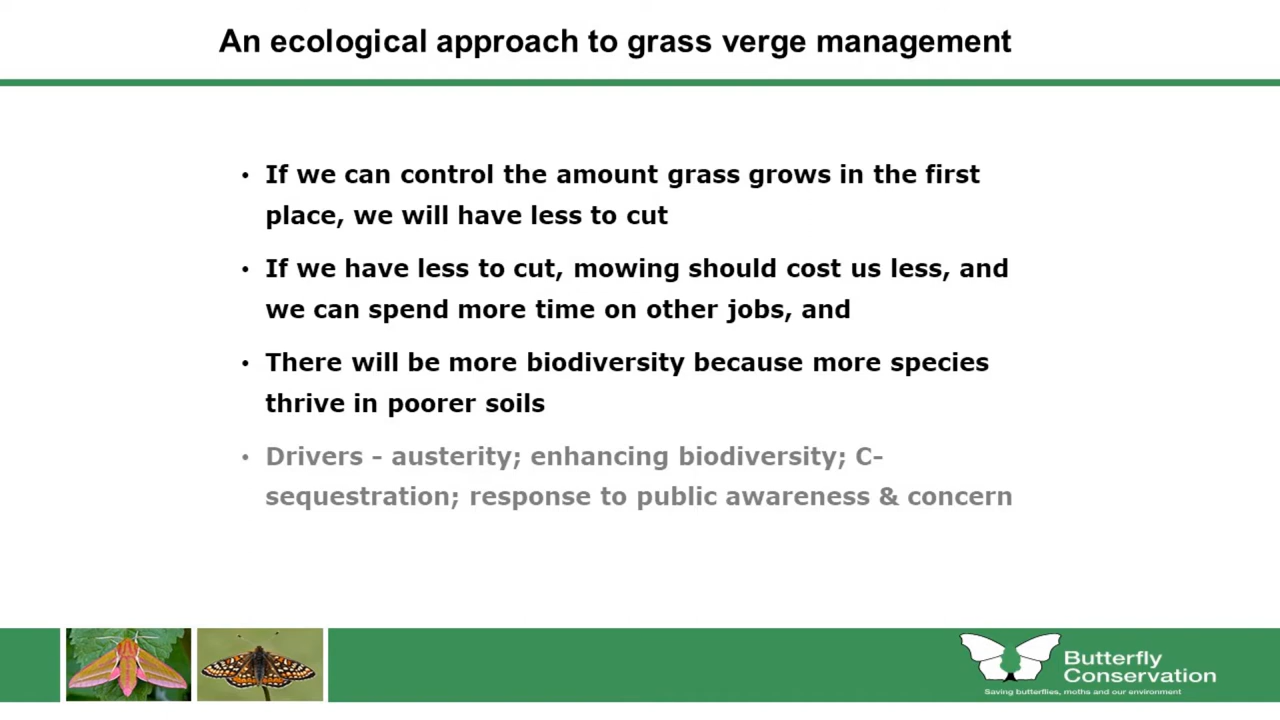 An ecological approach to grass verge management
• If we can control the amount grass grows in the first
place, we will have less to cut
• If we have less to cut, mowing should cost us less, and
we can spend more time on other jobs, and
• There will be more biodiversity because more species
thrive in poorer soils
• Drivers - austerity; enhancing biodiversity; C-
sequestration; response to public awareness & concern
Butterfly
Conservation
Saving butterflies, moths and our environment